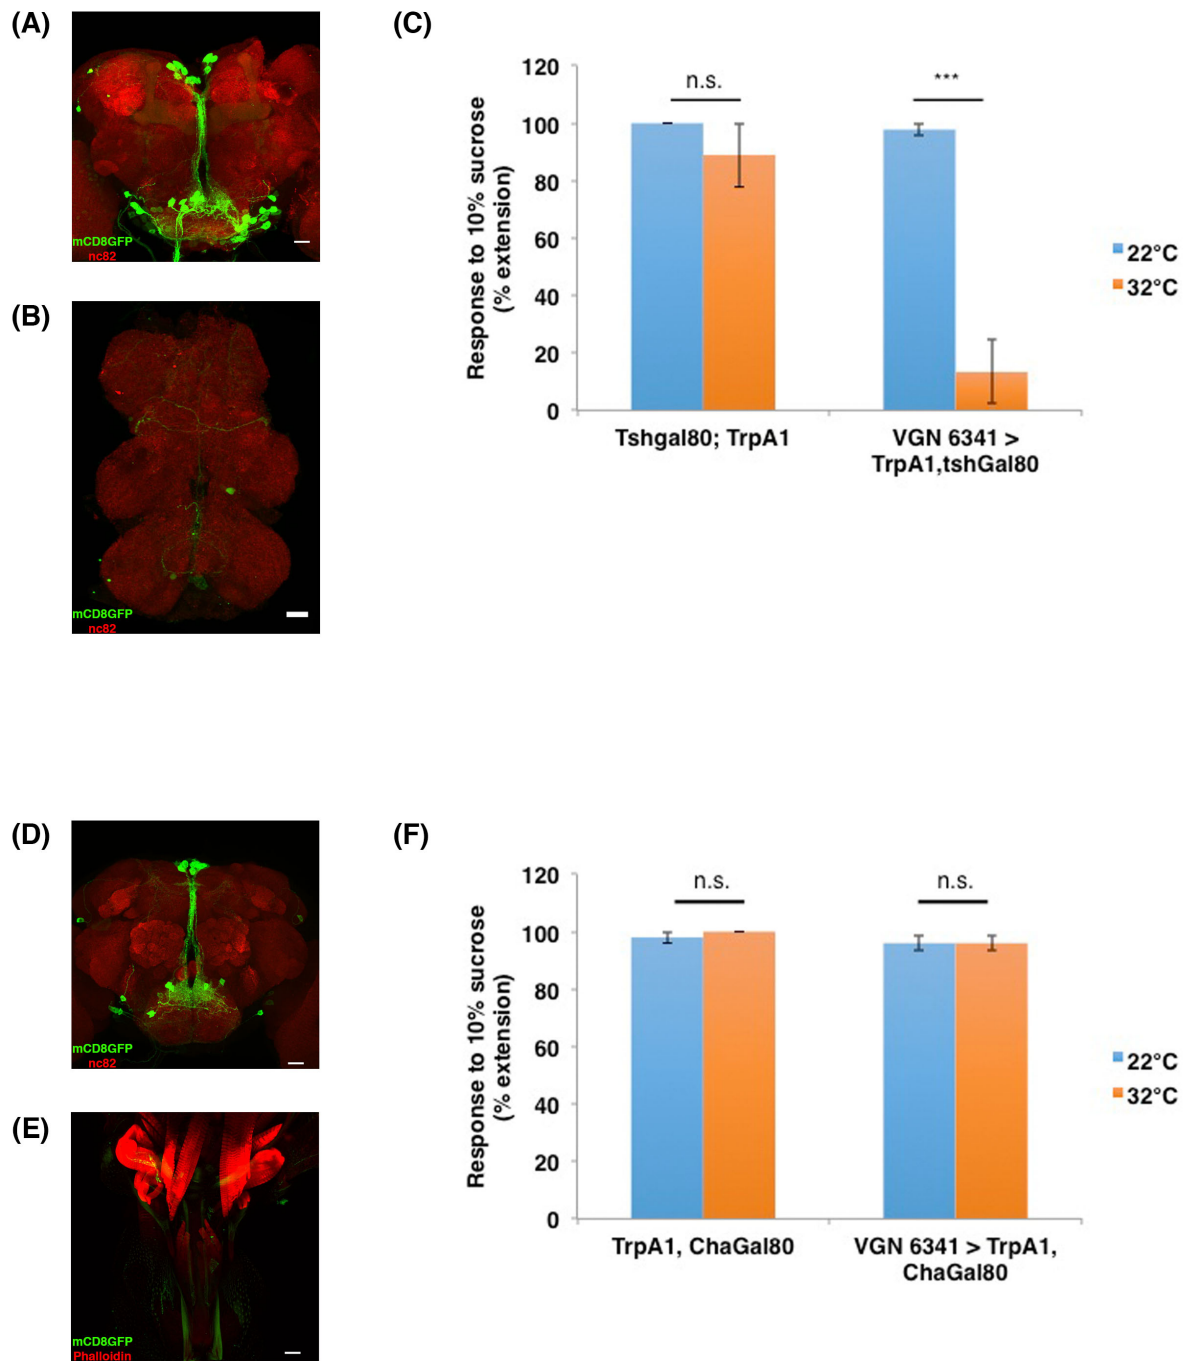 (A)
mCD8GFP
nc82
(B)
mCD8GFP
nc82
(C)
Response to 10% sucrose
(% extension)
120
100
80
60
40
20
0
n.s.
***
Tshgal80; TrpA1
VGN 6341 >
TrpA1,tshGal80
22°C
32°C
(D)
mCD8GFP
nc82
(E)
mCD8GFP
Phalloidin
(F)
Response to 10% sucrose
(% extension)
120
100
80
60
40
20
0
n.s.
n.s.
TrpA1, ChaGal80
VGN 6341 > TrpA1,
ChaGal80
22°C
32°C